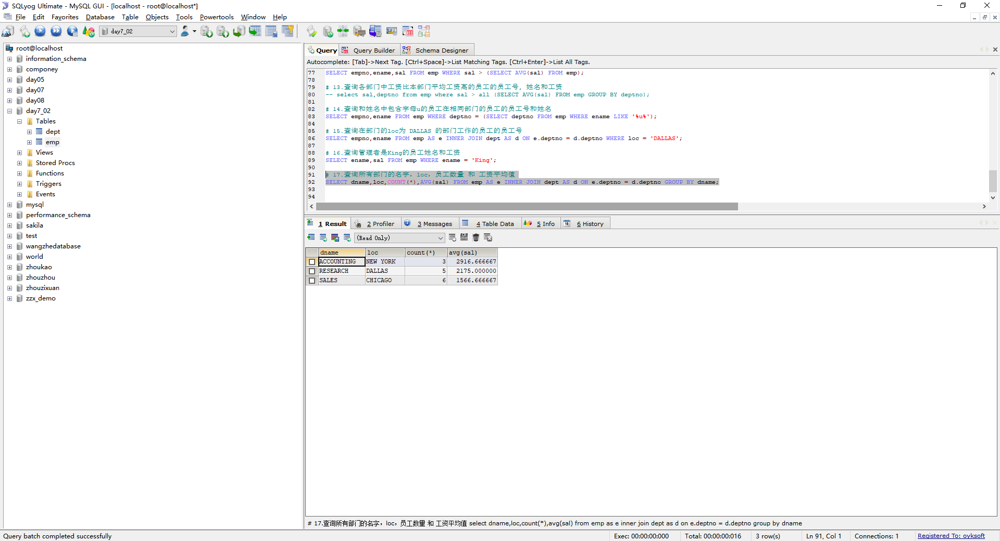 SQLyog Ultimate - MySQL GUI - [localhost - root@localhost*]
File Edit Favorites Database Table Objects Tools Powertools Window Help
day7_02
root@localhost
information_schema
componey
day05
day07
day08
day7_02
Tables
dept
emp
Views
Stored Procs
Functions
Triggers
Events
mysql
performance_schema
sakila
test
wangzhedatabase
world
zhoukao
zhouzhou
zhouzixuan
zzx_demo
Query Query Builder Schema Designer
Autocomplete: [Tab]->Next Tag. [Ctrl+Space]->List Matching Tags. [Ctrl+Enter]->List All Tags.
77 SELECT empno,ename,sal FROM emp WHERE sal > (SELECT AVG(sal) FROM emp);
78
79 # 13.查询各部门中工资比本部门平均工资高的员工的员工号, 姓名和工资
80 -- select sal,deptno from emp where sal > all (SELECT AVG(sal) FROM emp GROUP BY deptno);
81
82 # 14.查询和姓名中包含字母u的员工在相同部门的员工的员工号和姓名
83 SELECT empno,ename FROM emp WHERE deptno = (SELECT deptno FROM emp WHERE ename LIKE '%u%');
84
85 # 15.查询在部门的loc为 DALLAS 的部门工作的员工的员工号
86 SELECT empno,ename FROM emp AS e INNER JOIN dept AS d ON e.deptno = d.deptno WHERE loc = 'DALLAS';
87
88 # 16.查询管理者是King的员工姓名和工资
89 SELECT ename,sal FROM emp WHERE ename = 'King';
90
91 # 17.查询所有部门的名字，loc，员工数量 和 工资平均值
92 SELECT dname,loc,COUNT(*),AVG(sal) FROM emp AS e INNER JOIN dept AS d ON e.deptno = d.deptno GROUP BY dname;
93
94
1 Result 2 Profiler 3 Messages 4 Table Data 5 Info 6 History
(Read Only)
dname loc count(*) avg(sal)
ACCOUNTING NEW YORK 3 2916.666667
RESEARCH DALLAS 5 2175.000000
SALES CHICAGO 6 1566.666667
# 17.查询所有部门的名字，loc，员工数量 和 工资平均值 select dname,loc,count(*),avg(sal) from emp as e inner join dept as d on e.deptno = d.deptno group by dname
Query batch completed successfully Exec: 00:00:00:000 Total: 00:00:00:016 3 row(s) Ln 91, Col 1 Connections: 1 Registered To: ovksoft